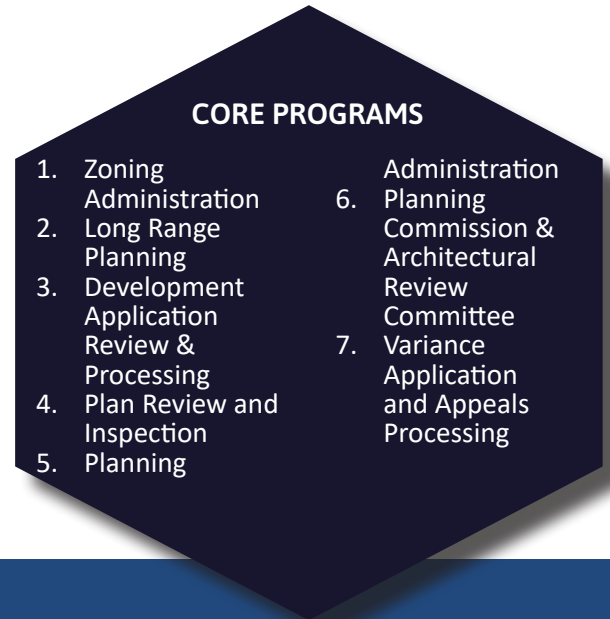 CORE PROGRAMS
1. Zoning
Administration
2. Long Range
Planning
3. Development
Application
Review &
Processing
4. Plan Review and
Inspection
5. Planning
Administration
6. Planning
Commission &
Architectural
Review
Committee
7. Variance
Application
and Appeals
Processing